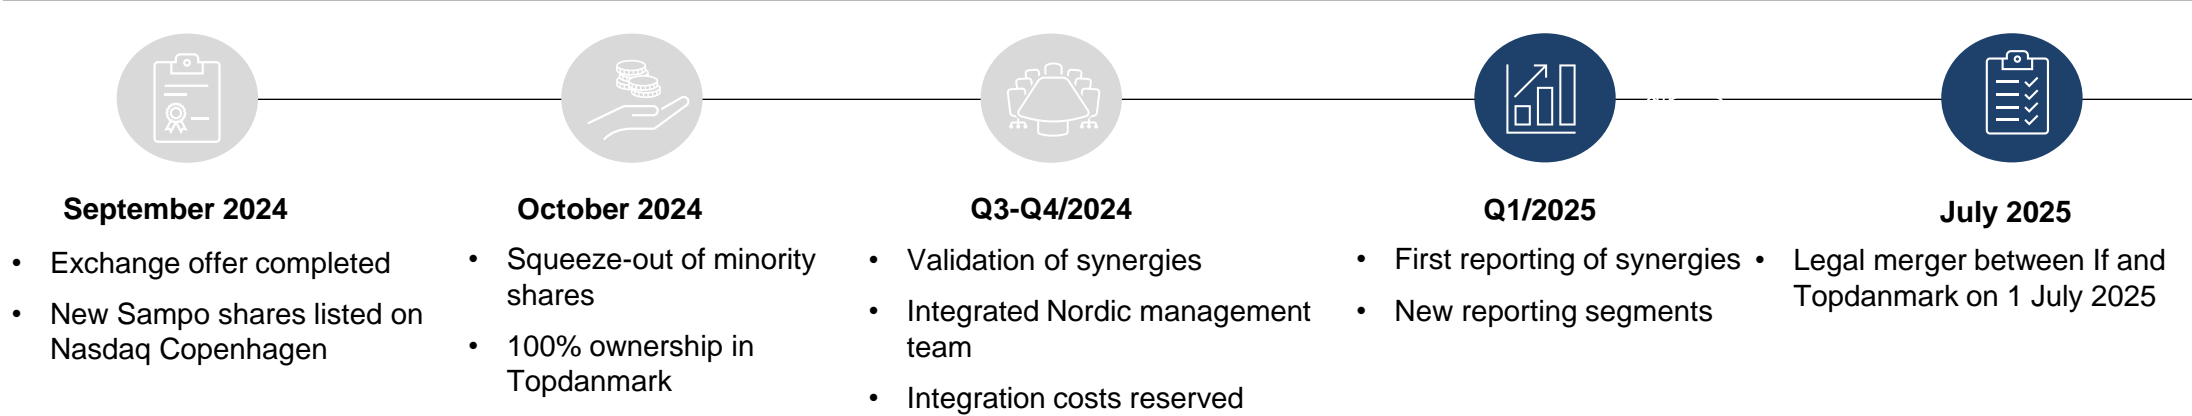 September 2024
• Exchange offer completed
• New Sampo shares listed on
Nasdaq Copenhagen
October 2024
• Squeeze-out of minority
shares
• 100% ownership in
Topdanmark
Q3-Q4/2024
• Validation of synergies
• Integrated Nordic management
team
• Integration costs reserved
Q1/2025
• First reporting of synergies
• New reporting segments
July 2025
• Legal merger between If and
Topdanmark on 1 July 2025